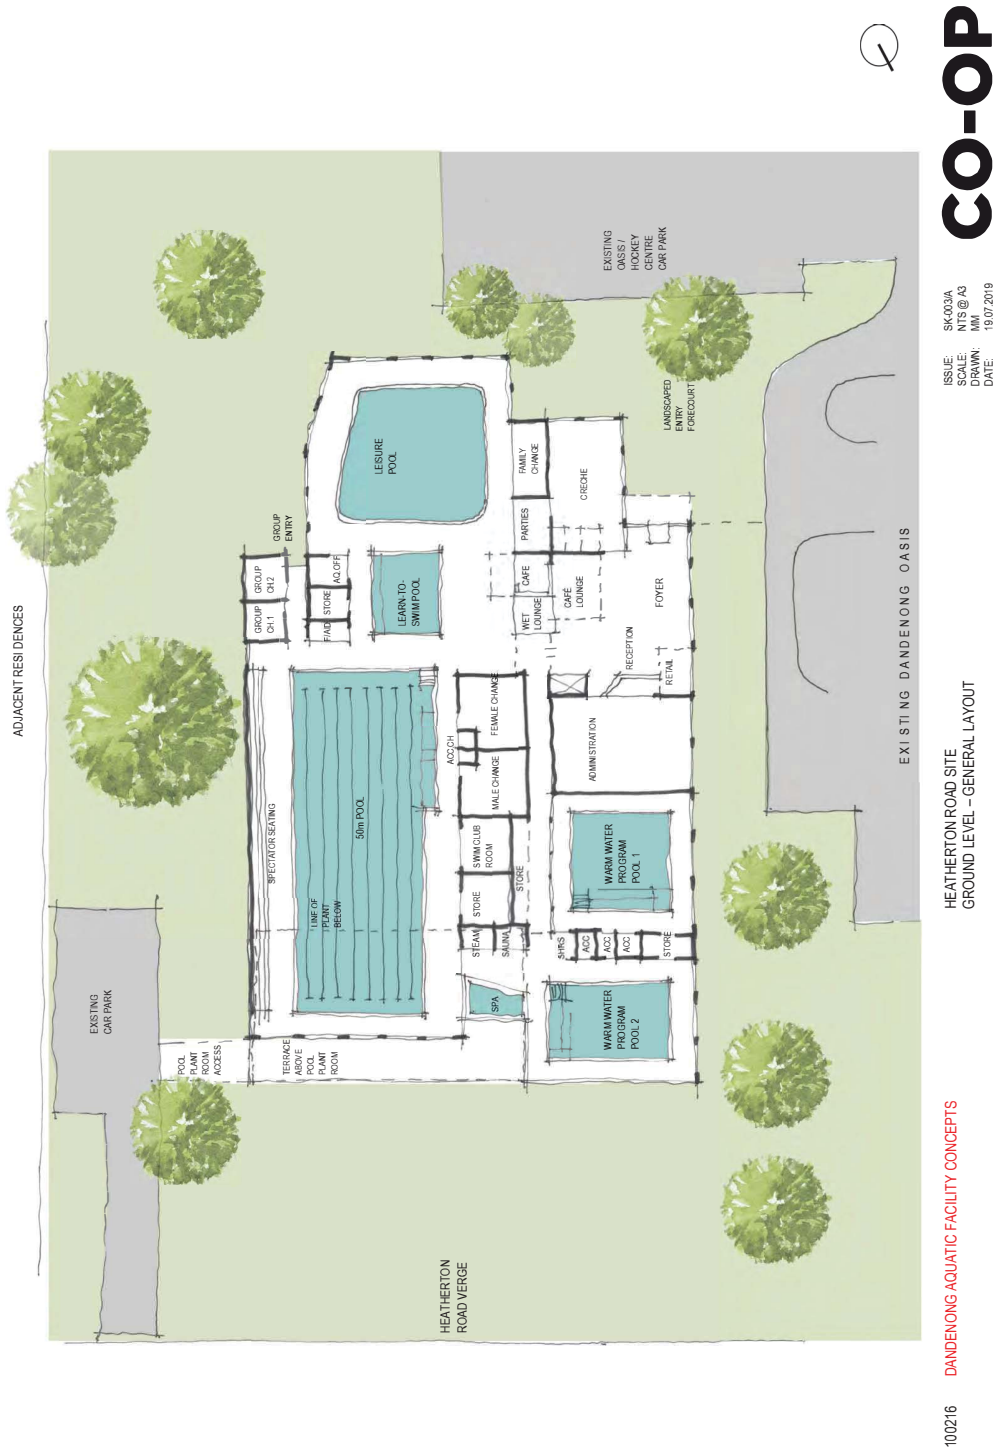 ADJACENT RESIDENCES
EXISTING
CAR PARK
POOL
PLANT
ROOM
ACCESS
TERRACE
ABOVE
POOL
PLANT
ROOM
SPECTATOR SEATING
GROUP
CH.1
GROUP
CH.2
GROUP
ENTRY
F/AID
STORE
AQ.OFF
LINE OF
PLANT
BELOW
50m POOL
LEARN-TO-
SWIM POOL
LEISURE
POOL
HEATHERTON
ROAD VERGE
ACC.CH
SPA
STEAM
SAUNA
STORE
SWIM CLUB
ROOM
STORE
MALE CHANGE
FEMALE CHANGE
WET
LOUNGE
CAFE
PARTIES
FAMILY
CHANGE
CAFÉ
LOUNGE
CRECHE
WARM WATER
PROGRAM
POOL 2
SHRS
ACC
ACC
ACC
STORE
WARM WATER
PROGRAM
POOL 1
ADMINISTRATION
RECEPTION
RETAIL
FOYER
LANDSCAPED
ENTRY
FORECOURT
EXISTING
OASIS /
HOCKEY
CENTRE
CAR PARK
EXISTING DANDENONG OASIS
100216
DANDENONG AQUATIC FACILITY CONCEPTS
HEATHERTON ROAD SITE
GROUND LEVEL – GENERAL LAYOUT
ISSUE: SK-003/A
SCALE: NTS @ A3
DRAWN: MM
DATE: 19.07.2019
CO-OP